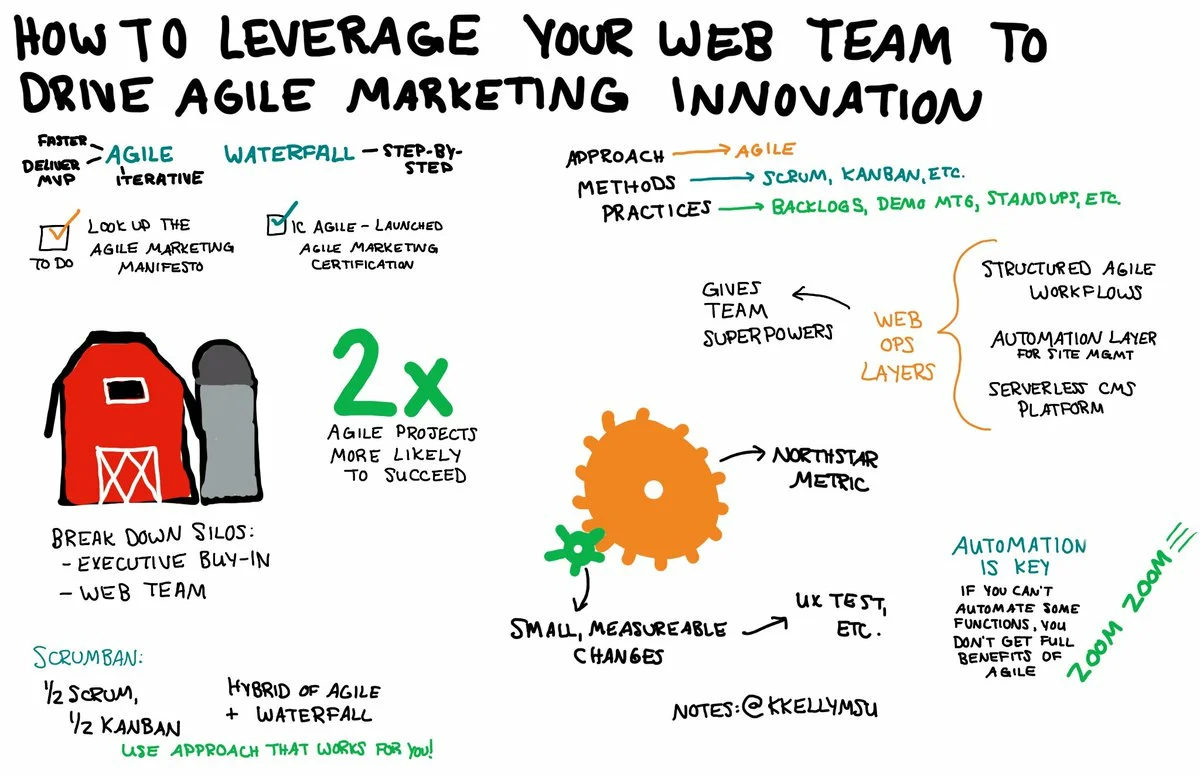 HOW TO LEVERAGE YOUR WEB TEAM TO
DRIVE AGILE MARKETING INNOVATION
FASTER
DELIVER
MVP
AGILE
ITERATIVE
WATERFALL
STEP-BY-
STEP
TO DO
LOOK UP THE
AGILE MARKETING
MANIFESTO
IC AGILE - LAUNCHED
AGILE MARKETING
CERTIFICATION
APPROACH → AGILE
METHODS → SCRUM, KANBAN, ETC.
PRACTICES → BACKLOGS, DEMO MTG, STANDUPS, ETC.
GIVES
TEAM
SUPERPOWERS
WEB
OPS
LAYERS
STRUCTURED AGILE
WORKFLOWS
AUTOMATION LAYER
FOR SITE MGMT
SERVERLESS CMS
PLATFORM
2X
AGILE PROJECTS
MORE LIKELY
TO SUCCEED
BREAK DOWN SILOS:
- EXECUTIVE BUY-IN
- WEB TEAM
NORTHSTAR
METRIC
SMALL, MEASUREABLE
CHANGES
UX TEST,
ETC.
AUTOMATION
IS KEY
IF YOU CAN'T
AUTOMATE SOME
FUNCTIONS, YOU
DON'T GET FULL
BENEFITS OF
AGILE
ZOOM ZOOM
SCRUMBAN:
1/2 SCRUM,
1/2 KANBAN
HYBRID OF AGILE
+ WATERFALL
USE APPROACH THAT WORKS FOR YOU!
NOTES: @KKELLYMSU